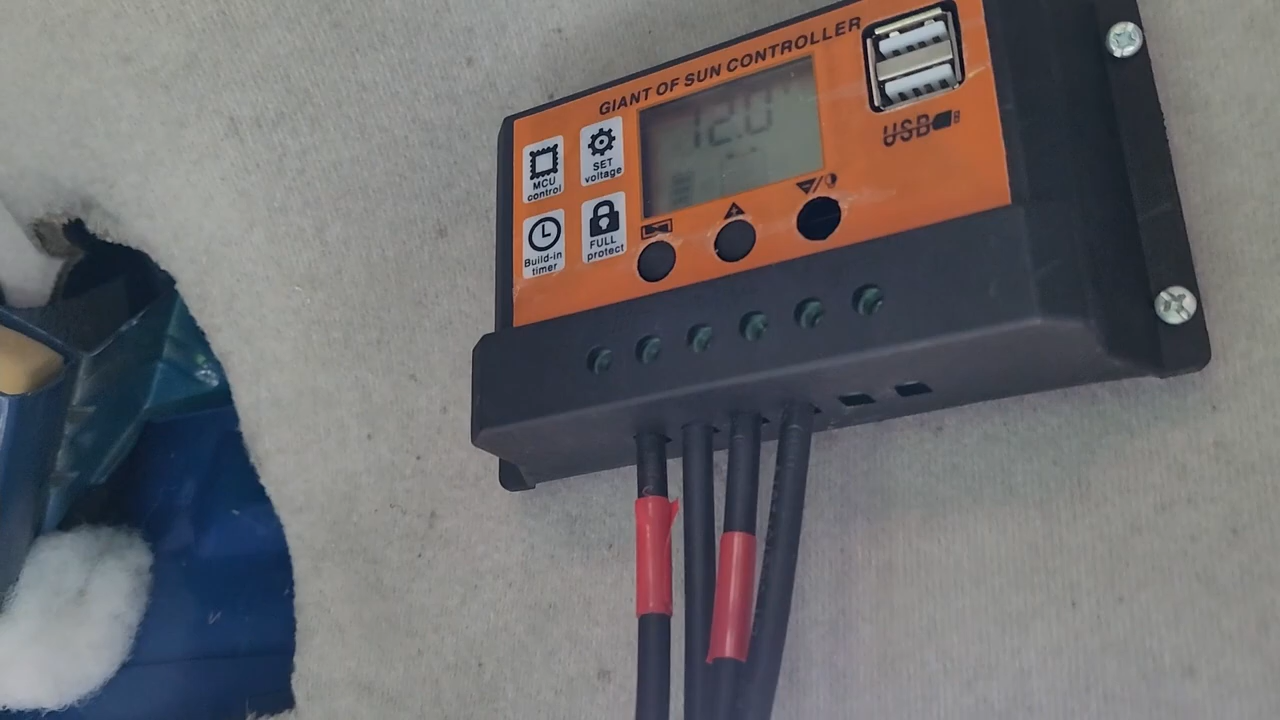 GIANT OF SUN CONTROLLER
12.0
MCU
control
SET
voltage
Build-in
timer
FULL
protect
USB